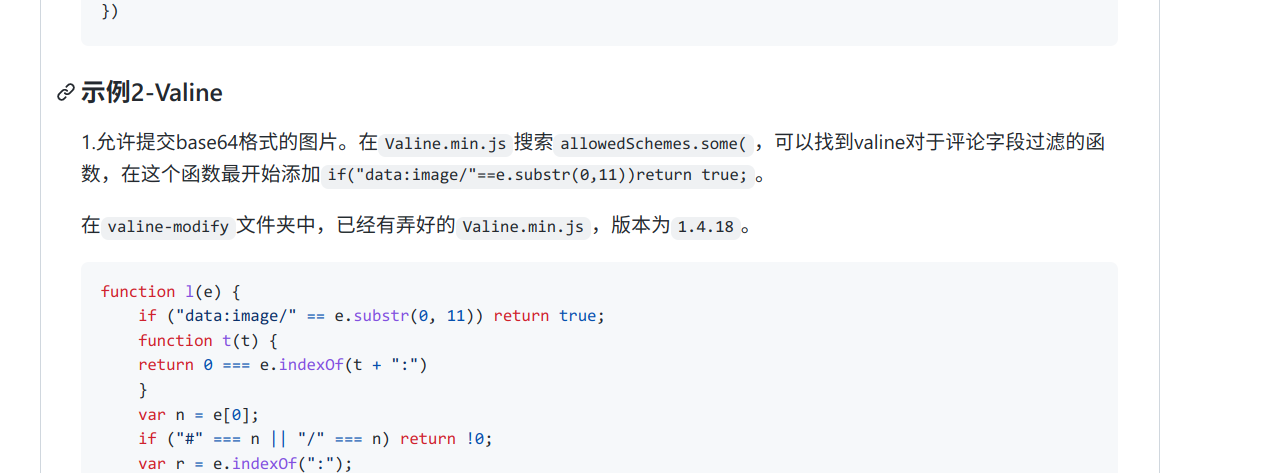 })
示例2-Valine
1.允许提交base64格式的图片。在 Valine.min.js 搜索 allowedSchemes.some( ，可以找到valine对于评论字段过滤的函
数，在这个函数最开始添加 if("data:image/"==e.substr(0,11))return true; 。
在 valine-modify 文件夹中，已经有弄好的 Valine.min.js ，版本为 1.4.18 。
function l(e) {
    if ("data:image/" == e.substr(0, 11)) return true;
    function t(t) {
    return 0 === e.indexOf(t + ":")
    }
    var n = e[0];
    if ("#" === n || "/" === n) return !0;
    var r = e.indexOf(":");